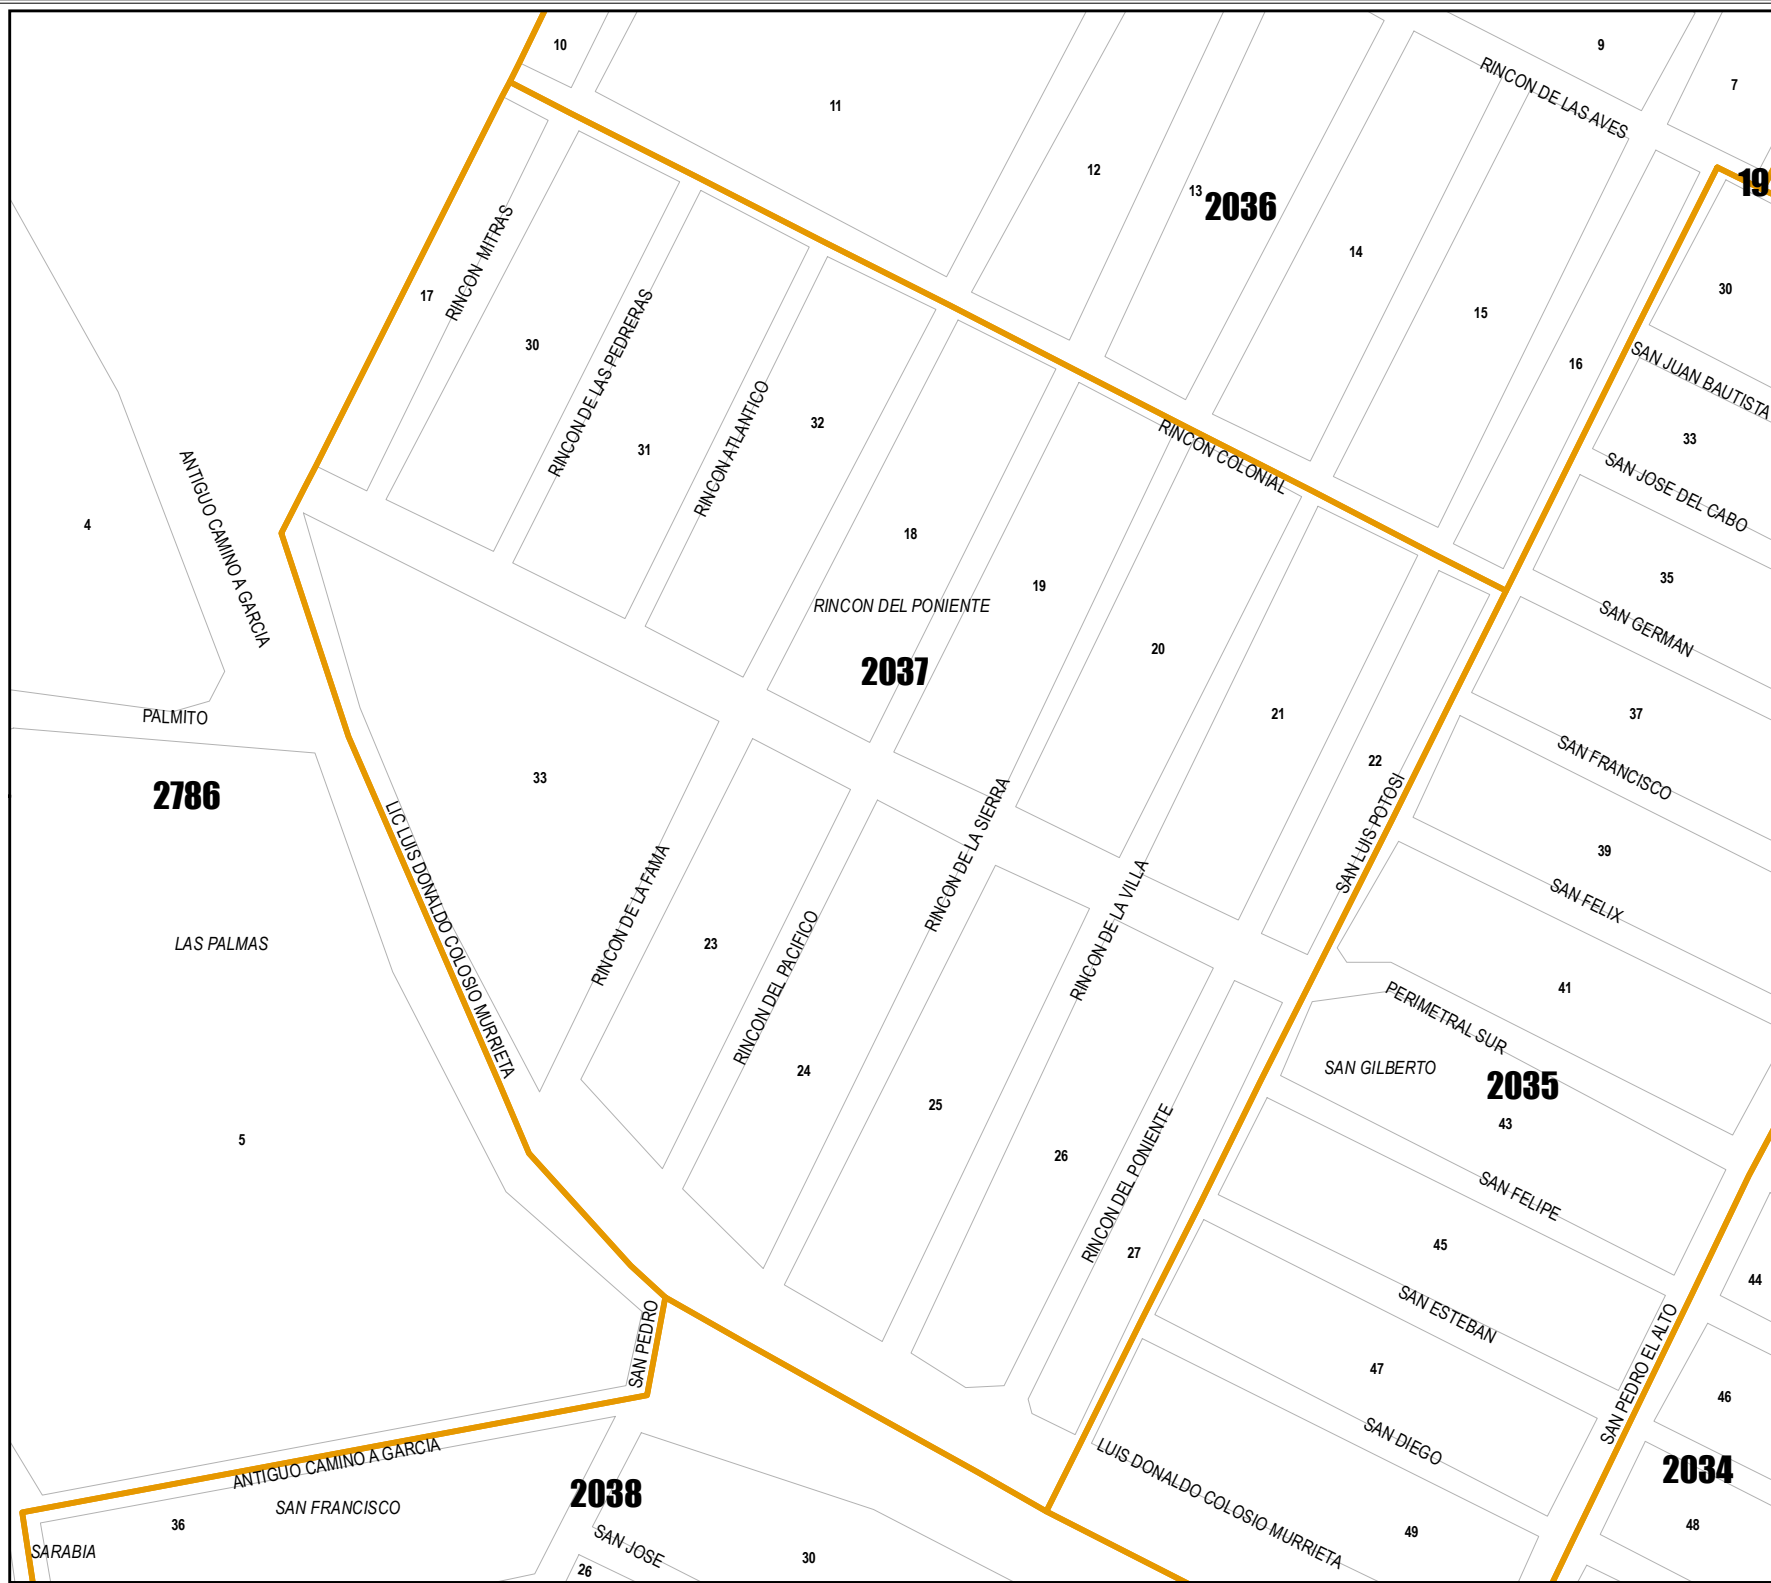 10
9
11
7
RINCON DE LAS AVES
12
13
2036
19
14
30
17
RINCON MITRAS
15
30
RINCON DE LAS PEDRERAS
16
SAN JUAN BAUTISTA
31
RINCON ATLANTICO
32
RINCON COLONIAL
33
SAN JOSE DEL CABO
4
ANTIGUO CAMINO A GARCIA
18
19
35
RINCON DEL PONIENTE
SAN GERMAN
2037
20
PALMITO
21
37
33
22
SAN FRANCISCO
2786
LIC LUIS DONALDO COLOSIO MURRIETA
SAN LUIS POTOSI
RINCON DE LA SIERRA
39
RINCON DE LA FAMA
SAN FELIX
LAS PALMAS
23
RINCON DE LA VILLA
RINCON DEL PACIFICO
41
PERIMETRAL SUR
SAN GILBERTO
2035
24
25
43
5
26
RINCON DEL PONIENTE
SAN FELIPE
27
45
44
SAN ESTEBAN
SAN PEDRO
SAN PEDRO EL ALTO
47
46
SAN DIEGO
ANTIGUO CAMINO A GARCIA
2034
2038
LUIS DONALDO COLOSIO MURRIETA
SAN FRANCISCO
36
49
48
SARABIA
SAN JOSE
30
26